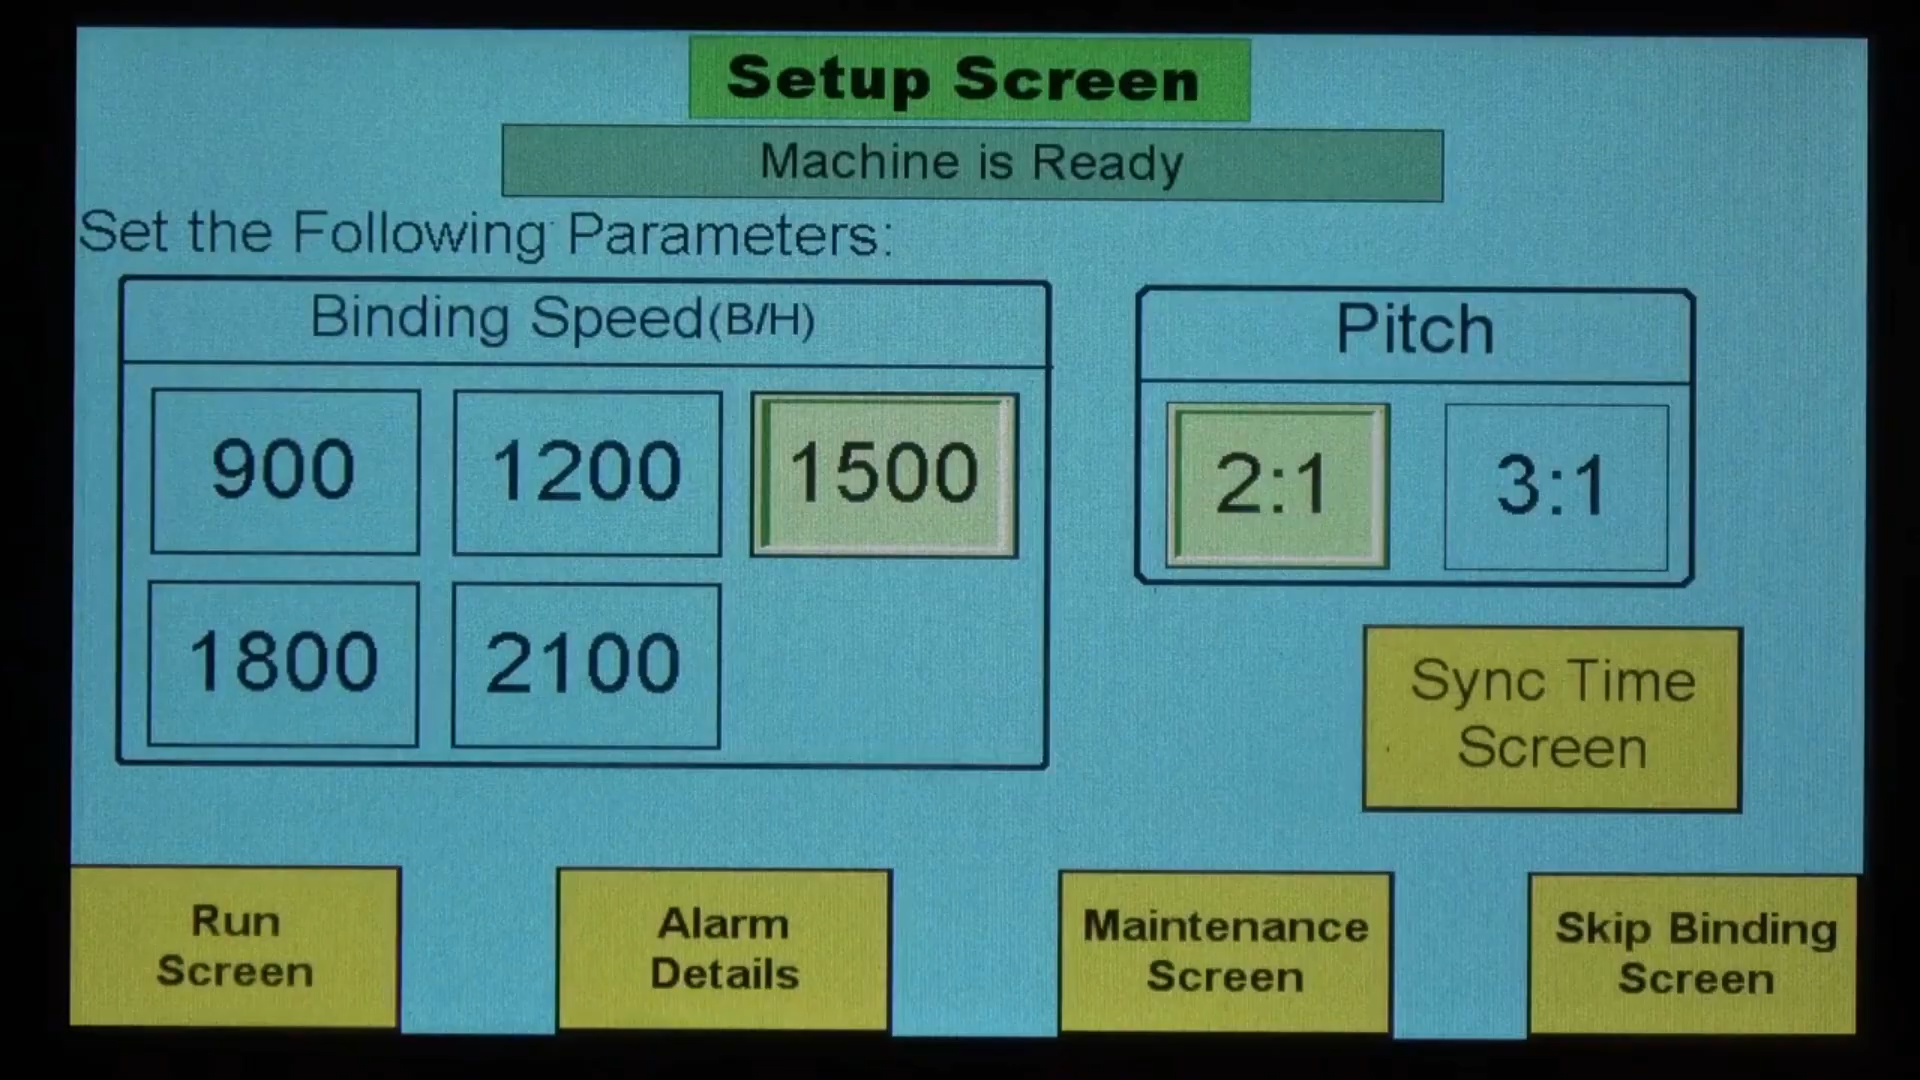 Setup Screen
Machine is Ready
Set the Following Parameters:
Binding Speed(B/H)
900
1200
1500
1800
2100
Pitch
2:1
3:1
Sync Time
Screen
Run
Screen
Alarm
Details
Maintenance
Screen
Skip Binding
Screen